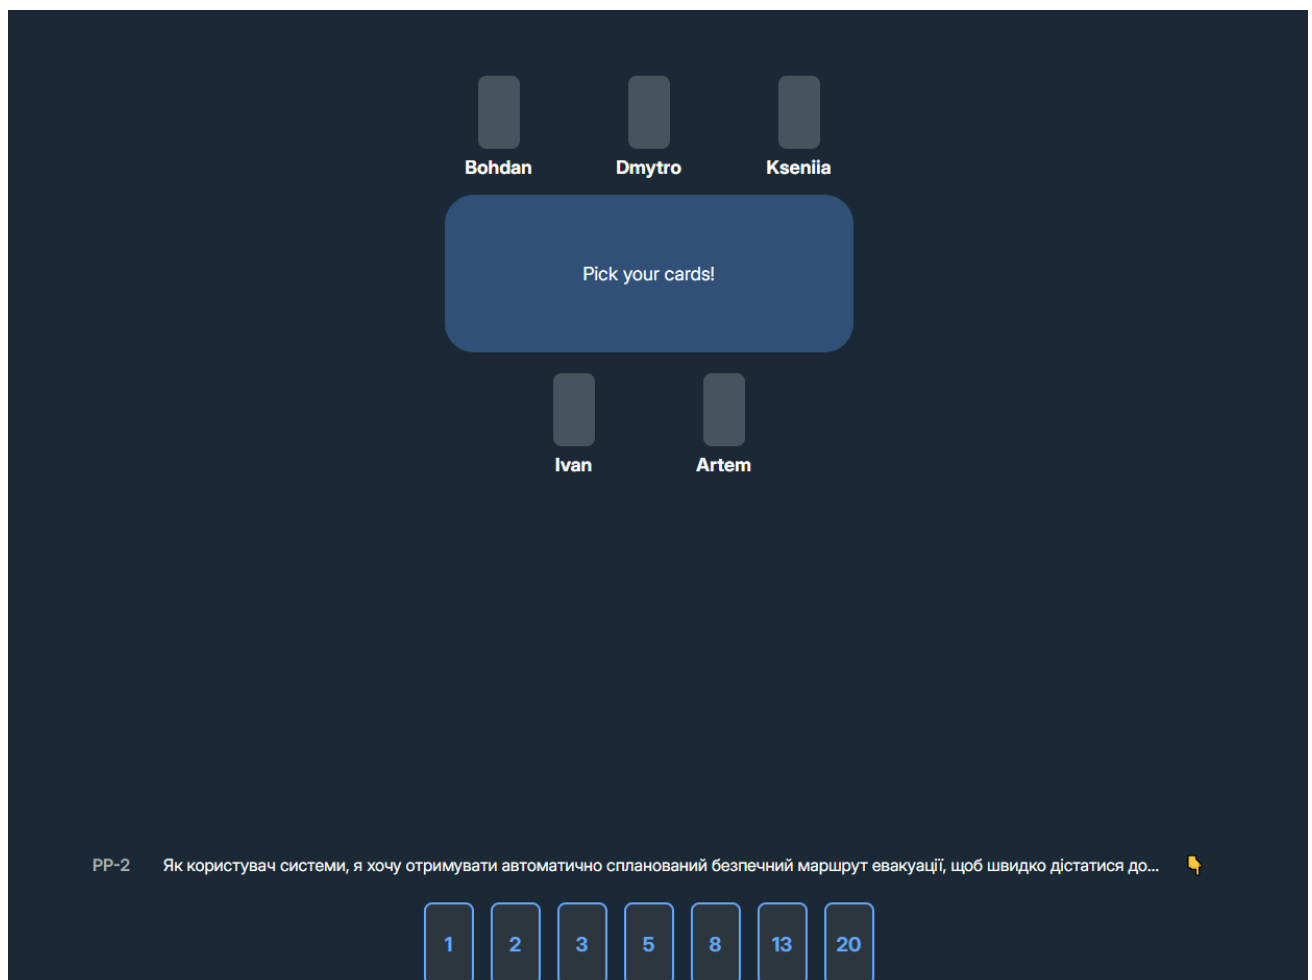 Bohdan Dmytro Kseniia
Pick your cards!
Ivan Artem
PP-2 Як користувач системи, я хочу отримувати автоматично спланований безпечний маршрут евакуації, щоб швидко дістатися до...
1 2 3 5 8 13 20